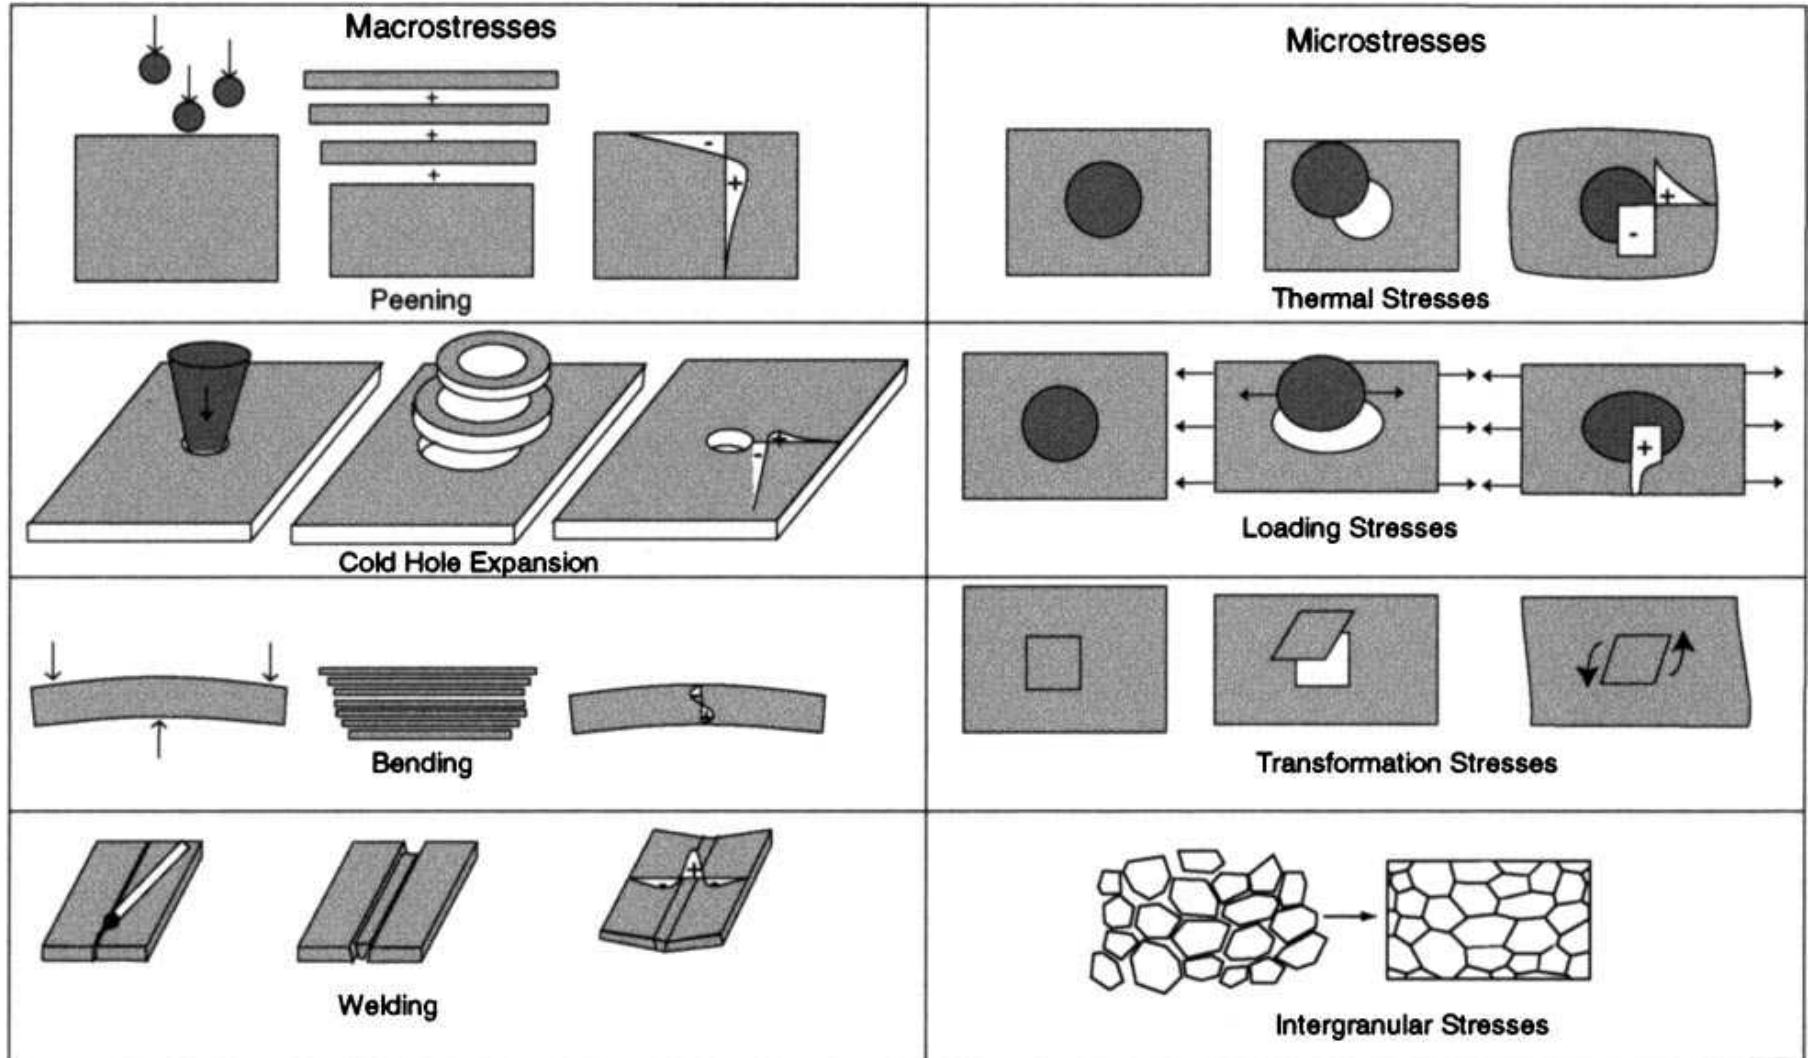 Macrostresses
+
+
+
-
+
Peening
-
+
Cold Hole Expansion
Bending
-
+
-
Welding
Microstresses
+
-
Thermal Stresses
+
Loading Stresses
Transformation Stresses
Intergranular Stresses